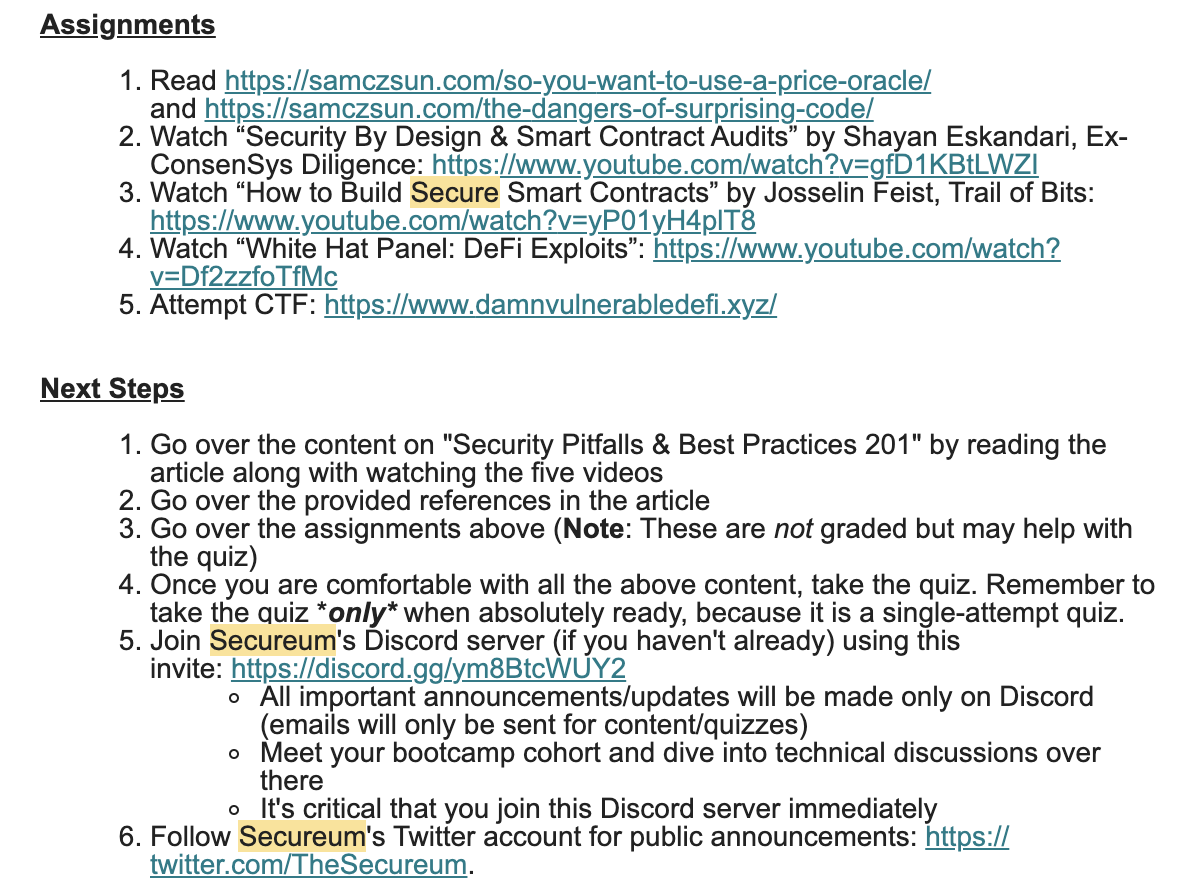 Assignments
1. Read https://samczsun.com/so-you-want-to-use-a-price-oracle/
and https://samczsun.com/the-dangers-of-surprising-code/
2. Watch “Security By Design & Smart Contract Audits” by Shayan Eskandari, Ex-
ConsenSys Diligence: https://www.youtube.com/watch?v=gfD1KBtLWZI
3. Watch “How to Build Secure Smart Contracts” by Josselin Feist, Trail of Bits:
https://www.youtube.com/watch?v=yP01yH4plT8
4. Watch “White Hat Panel: DeFi Exploits”: https://www.youtube.com/watch?
v=Df2zzfoTfMc
5. Attempt CTF: https://www.damnvulnerabledefi.xyz/
Next Steps
1. Go over the content on "Security Pitfalls & Best Practices 201" by reading the
article along with watching the five videos
2. Go over the provided references in the article
3. Go over the assignments above (Note: These are not graded but may help with
the quiz)
4. Once you are comfortable with all the above content, take the quiz. Remember to
take the quiz *only* when absolutely ready, because it is a single-attempt quiz.
5. Join Secureum's Discord server (if you haven't already) using this
invite: https://discord.gg/ym8BtcWUY2
○ All important announcements/updates will be made only on Discord
(emails will only be sent for content/quizzes)
○ Meet your bootcamp cohort and dive into technical discussions over
there
○ It's critical that you join this Discord server immediately
6. Follow Secureum's Twitter account for public announcements: https://
twitter.com/TheSecureum.